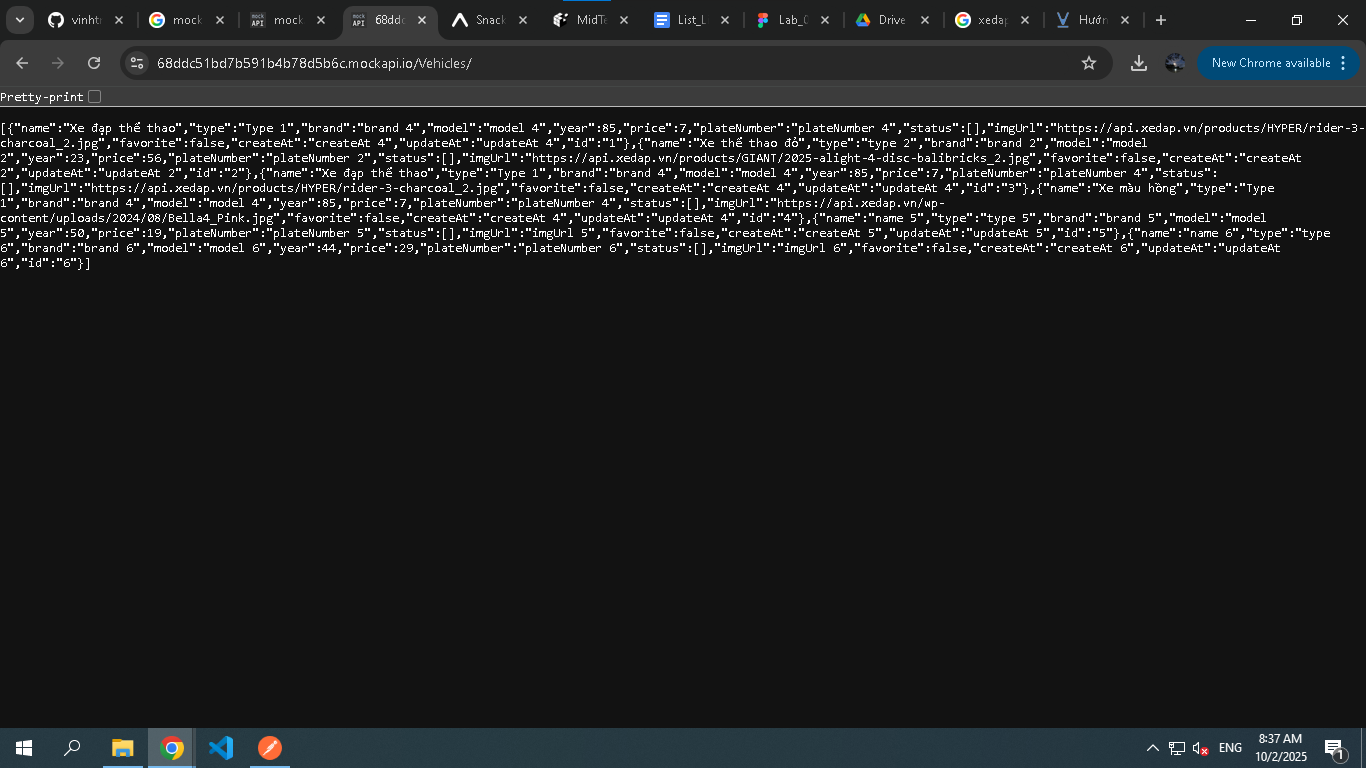 vinhtr
mock
mock
68ddc
Snack
MidTe
List_L
Lab_0
Drive
xedap
Hướn
68ddc51bd7b591b4b78d5b6c.mockapi.io/Vehicles/
New Chrome available
Pretty-print
[{"name":"Xe đạp thể thao","type":"Type 1","brand":"brand 4","model":"model 4","year":85,"price":7,"plateNumber":"plateNumber 4","status":[],"imgUrl":"https://api.xedap.vn/products/HYPER/rider-3-
charcoal_2.jpg","favorite":false,"createAt":"createAt 4","updateAt":"updateAt 4","id":"1"},{"name":"Xe thể thao đỏ","type":"type 2","brand":"brand 2","model":"model
2","year":23,"price":56,"plateNumber":"plateNumber 2","status":[],"imgUrl":"https://api.xedap.vn/products/GIANT/2025-alight-4-disc-balibricks_2.jpg","favorite":false,"createAt":"createAt
2","updateAt":"updateAt 2","id":"2"},{"name":"Xe đạp thể thao","type":"Type 1","brand":"brand 4","model":"model 4","year":85,"price":7,"plateNumber":"plateNumber 4","status":
[],"imgUrl":"https://api.xedap.vn/products/HYPER/rider-3-charcoal_2.jpg","favorite":false,"createAt":"createAt 4","updateAt":"updateAt 4","id":"3"},{"name":"Xe màu hồng","type":"Type
1","brand":"brand 4","model":"model 4","year":85,"price":7,"plateNumber":"plateNumber 4","status":[],"imgUrl":"https://api.xedap.vn/wp-
content/uploads/2024/08/Bella4_Pink.jpg","favorite":false,"createAt":"createAt 4","updateAt":"updateAt 4","id":"4"},{"name":"name 5","type":"type 5","brand":"brand 5","model":"model
5","year":50,"price":19,"plateNumber":"plateNumber 5","status":[],"imgUrl":"imgUrl 5","favorite":false,"createAt":"createAt 5","updateAt":"updateAt 5","id":"5"},{"name":"name 6","type":"type
6","brand":"brand 6","model":"model 6","year":44,"price":29,"plateNumber":"plateNumber 6","status":[],"imgUrl":"imgUrl 6","favorite":false,"createAt":"createAt 6","updateAt":"updateAt
6","id":"6"}]
ENG
8:37 AM
10/2/2025
1